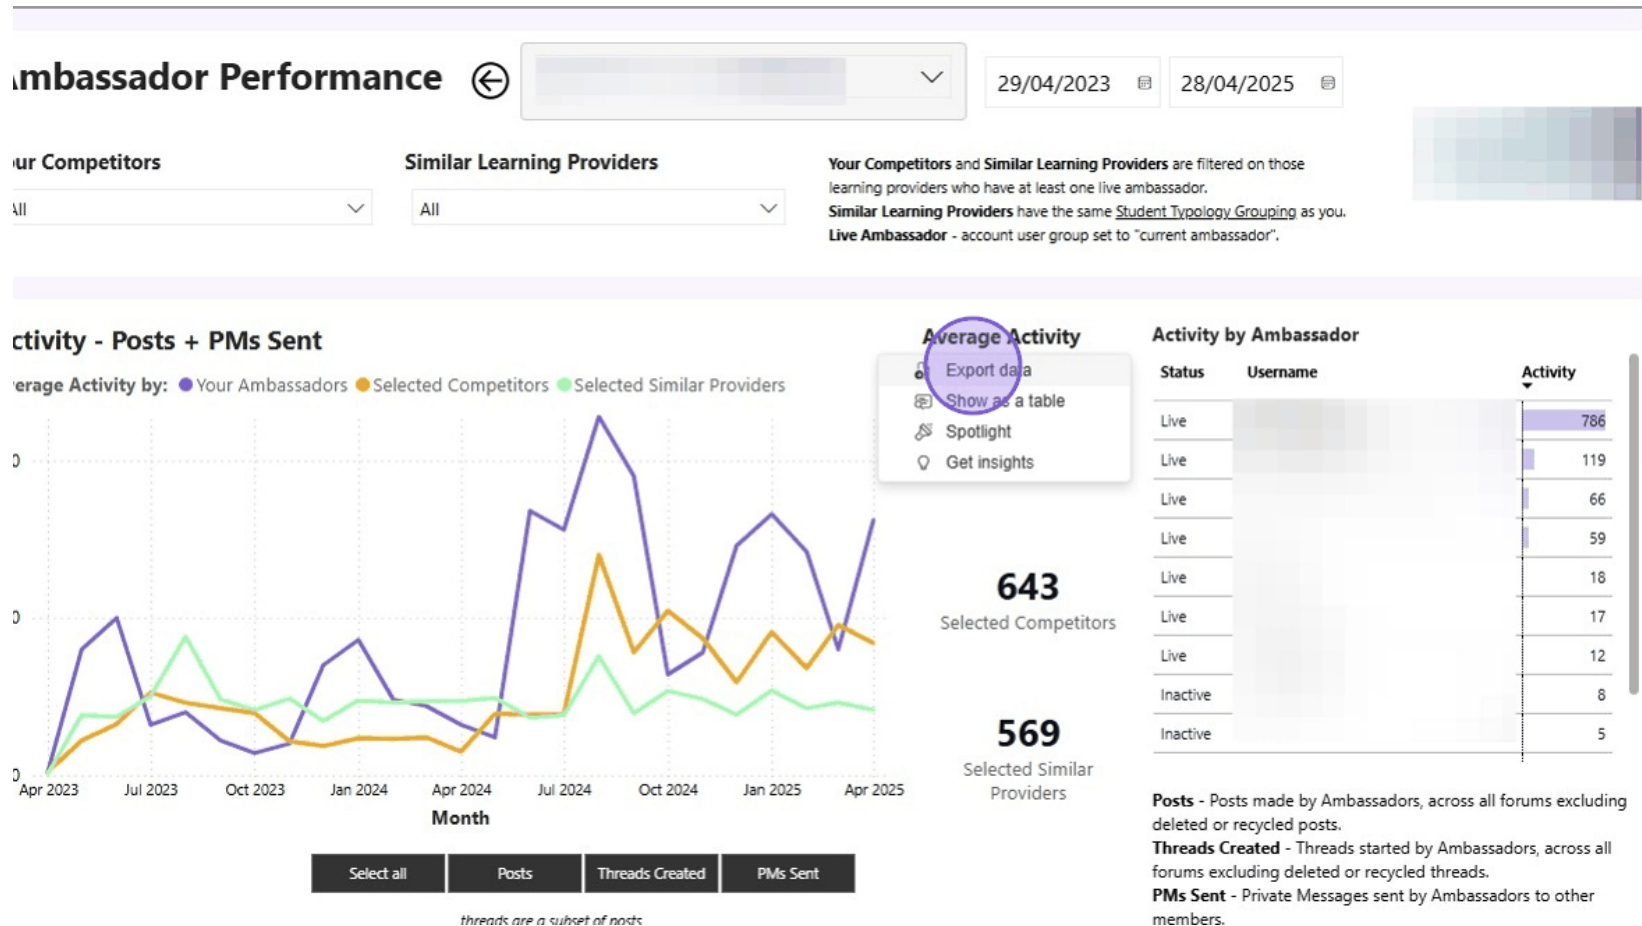 mbassador Performance
29/04/2023
28/04/2025
ur Competitors
Similar Learning Providers
All
All
Your Competitors and Similar Learning Providers are filtered on those
learning providers who have at least one live ambassador.
Similar Learning Providers have the same Student Typology Grouping as you.
Live Ambassador - account user group set to "current ambassador".
ctivity - Posts + PMs Sent
erage Activity by: Your Ambassadors Selected Competitors Selected Similar Providers
0
0
0
Apr 2023 Jul 2023 Oct 2023 Jan 2024 Apr 2024 Jul 2024 Oct 2024 Jan 2025 Apr 2025
Month
Select all Posts Threads Created PMs Sent
threads are a subset of posts
Average Activity
Export data
Show as a table
Spotlight
Get insights
643
Selected Competitors
569
Selected Similar
Providers
Activity by Ambassador
Status Username Activity
Live 786
Live 119
Live 66
Live 59
Live 18
Live 17
Live 12
Inactive 8
Inactive 5
Posts - Posts made by Ambassadors, across all forums excluding
deleted or recycled posts.
Threads Created - Threads started by Ambassadors, across all
forums excluding deleted or recycled threads.
PMs Sent - Private Messages sent by Ambassadors to other
members.